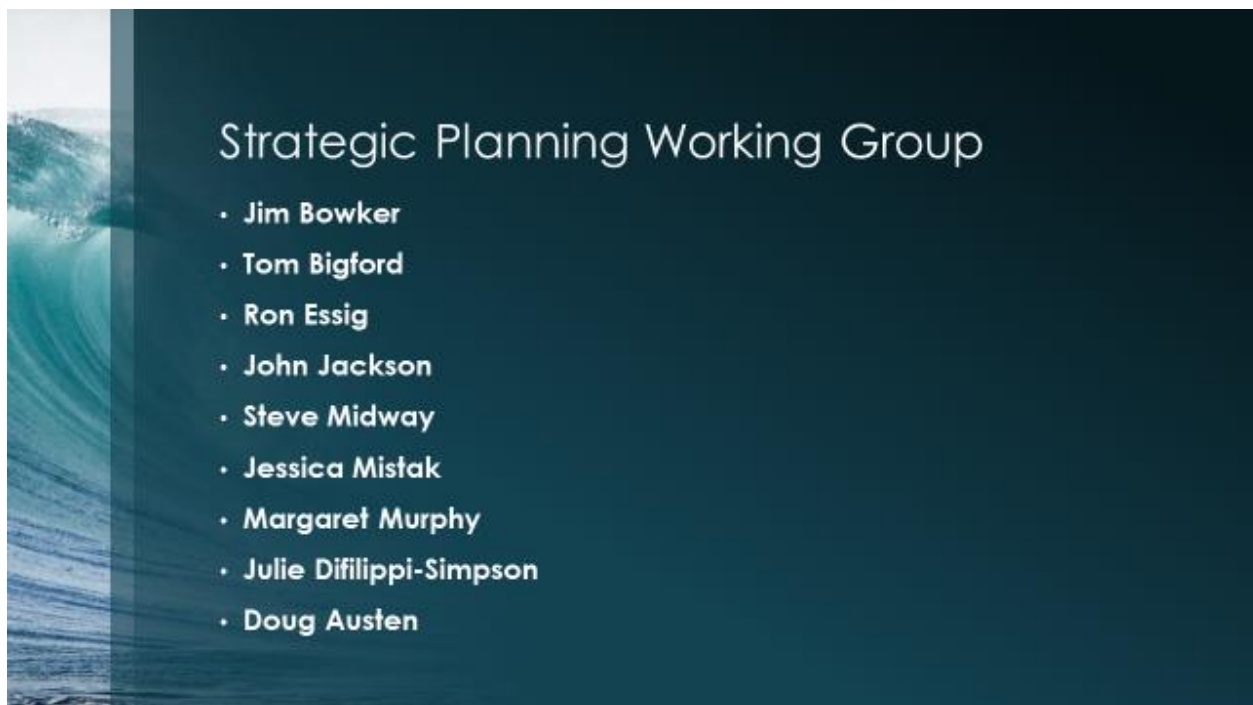 Strategic Planning Working Group
• Jim Bowker
• Tom Bigford
• Ron Essig
• John Jackson
• Steve Midway
• Jessica Mistak
• Margaret Murphy
• Julie Difilippi-Simpson
• Doug Austen